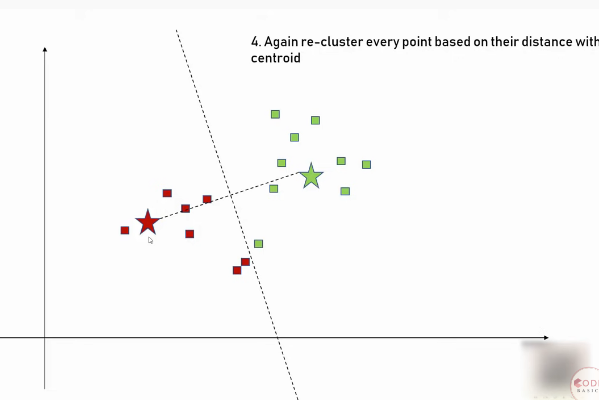 4. Again re-cluster every point based on their distance with
centroid